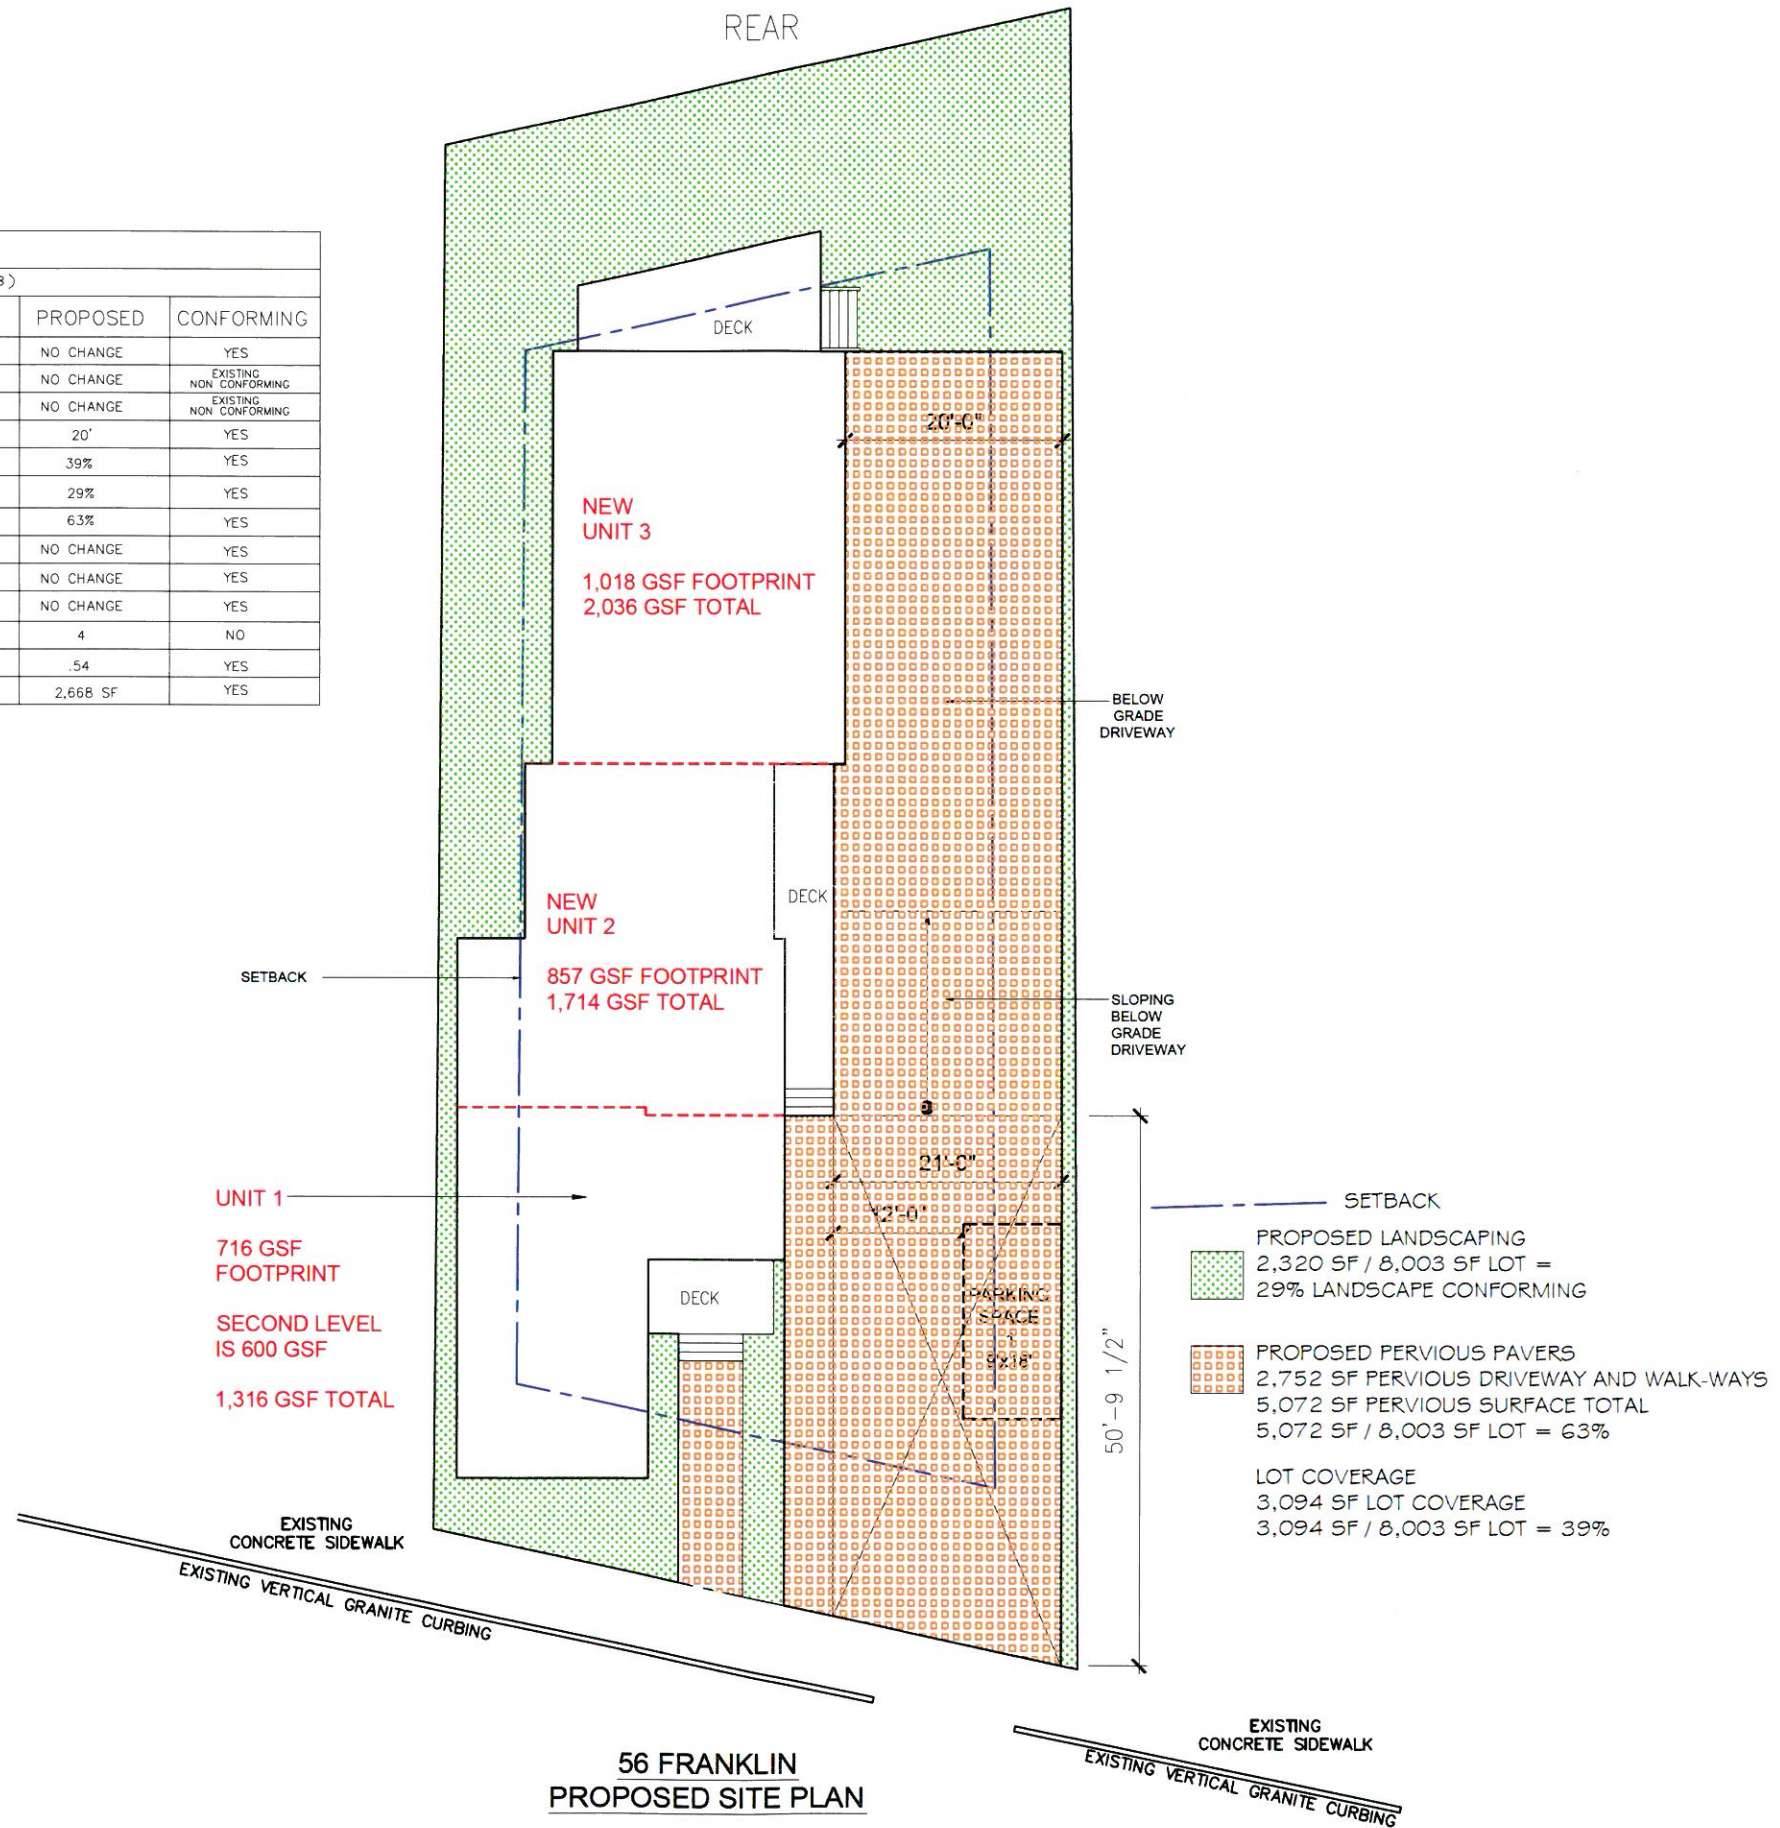 REAR
3)
PROPOSED CONFORMING
NO CHANGE YES
NO CHANGE EXISTING
NON CONFORMING
NO CHANGE EXISTING
NON CONFORMING
20' YES
39% YES
29% YES
63% YES
NO CHANGE YES
NO CHANGE YES
NO CHANGE YES
4 NO
.54 YES
2,668 SF YES
DECK
20'-0"
NEW
UNIT 3
1,018 GSF FOOTPRINT
2,036 GSF TOTAL
BELOW
GRADE
DRIVEWAY
DECK
NEW
UNIT 2
857 GSF FOOTPRINT
1,714 GSF TOTAL
SETBACK
SLOPING
BELOW
GRADE
DRIVEWAY
21'-0"
12'-0"
UNIT 1
716 GSF
FOOTPRINT
SECOND LEVEL
IS 600 GSF
1,316 GSF TOTAL
DECK
PARKING
SPACE
9'x18'
50'-9 1/2"
SETBACK
PROPOSED LANDSCAPING
2,320 SF / 8,003 SF LOT =
29% LANDSCAPE CONFORMING
PROPOSED PERVIOUS PAVERS
2,752 SF PERVIOUS DRIVEWAY AND WALK-WAYS
5,072 SF PERVIOUS SURFACE TOTAL
5,072 SF / 8,003 SF LOT = 63%
LOT COVERAGE
3,094 SF LOT COVERAGE
3,094 SF / 8,003 SF LOT = 39%
EXISTING
CONCRETE SIDEWALK
EXISTING VERTICAL GRANITE CURBING
EXISTING
CONCRETE SIDEWALK
EXISTING VERTICAL GRANITE CURBING
56 FRANKLIN
PROPOSED SITE PLAN